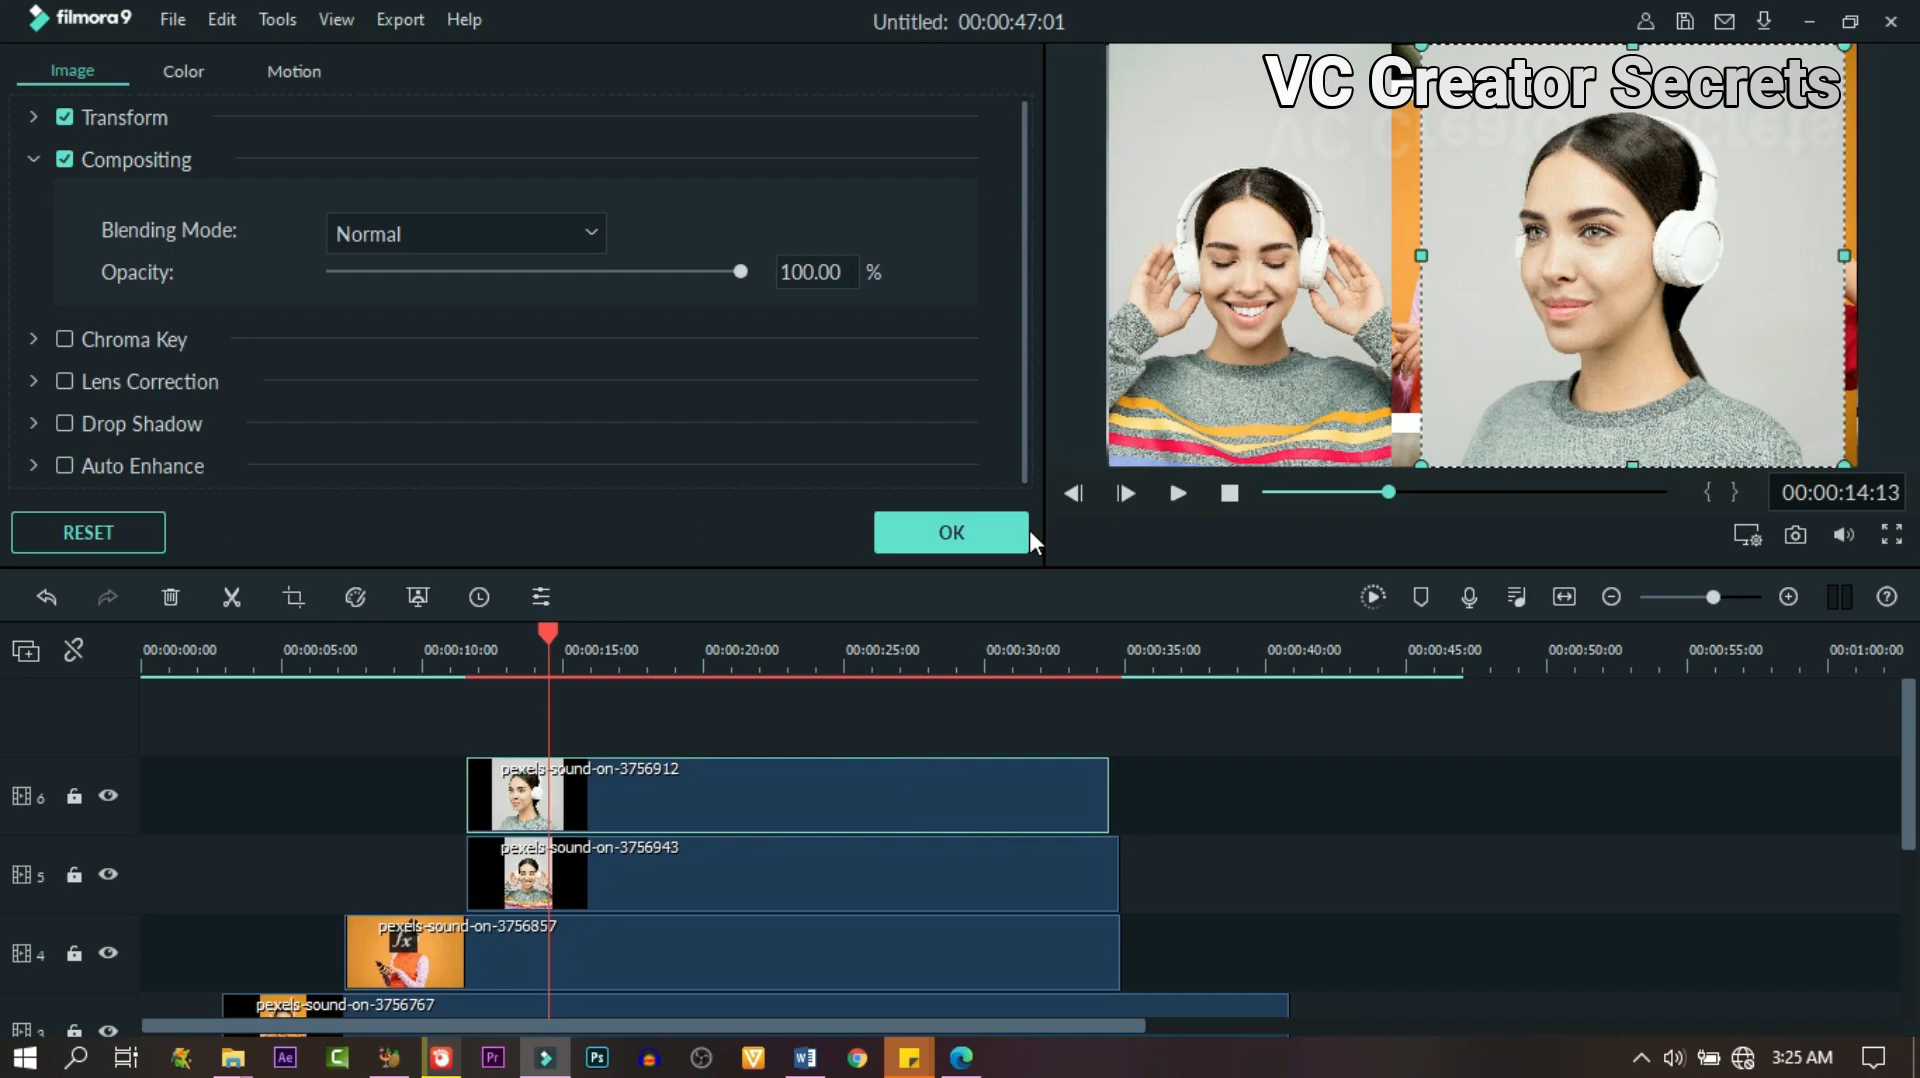 filmora9 File Edit Tools View Export Help Untitled: 00:00:47:01
Image Color Motion
Transform
Compositing
Blending Mode: Normal
Opacity: 100.00 %
Chroma Key
Lens Correction
Drop Shadow
Auto Enhance
RESET OK
VC Creator Secrets
{ } 00:00:14:13
00:00:00:00 00:00:05:00 00:00:10:00 00:00:15:00 00:00:20:00 00:00:25:00 00:00:30:00 00:00:35:00 00:00:40:00 00:00:45:00 00:00:50:00 00:00:55:00 00:01:00:00
pexels-sound-on-3756912
6
pexels-sound-on-3756943
5
pexels-sound-on-3756857
fx
4
pexels-sound-on-3756767
3
Ae Pr Ps 3:25 AM